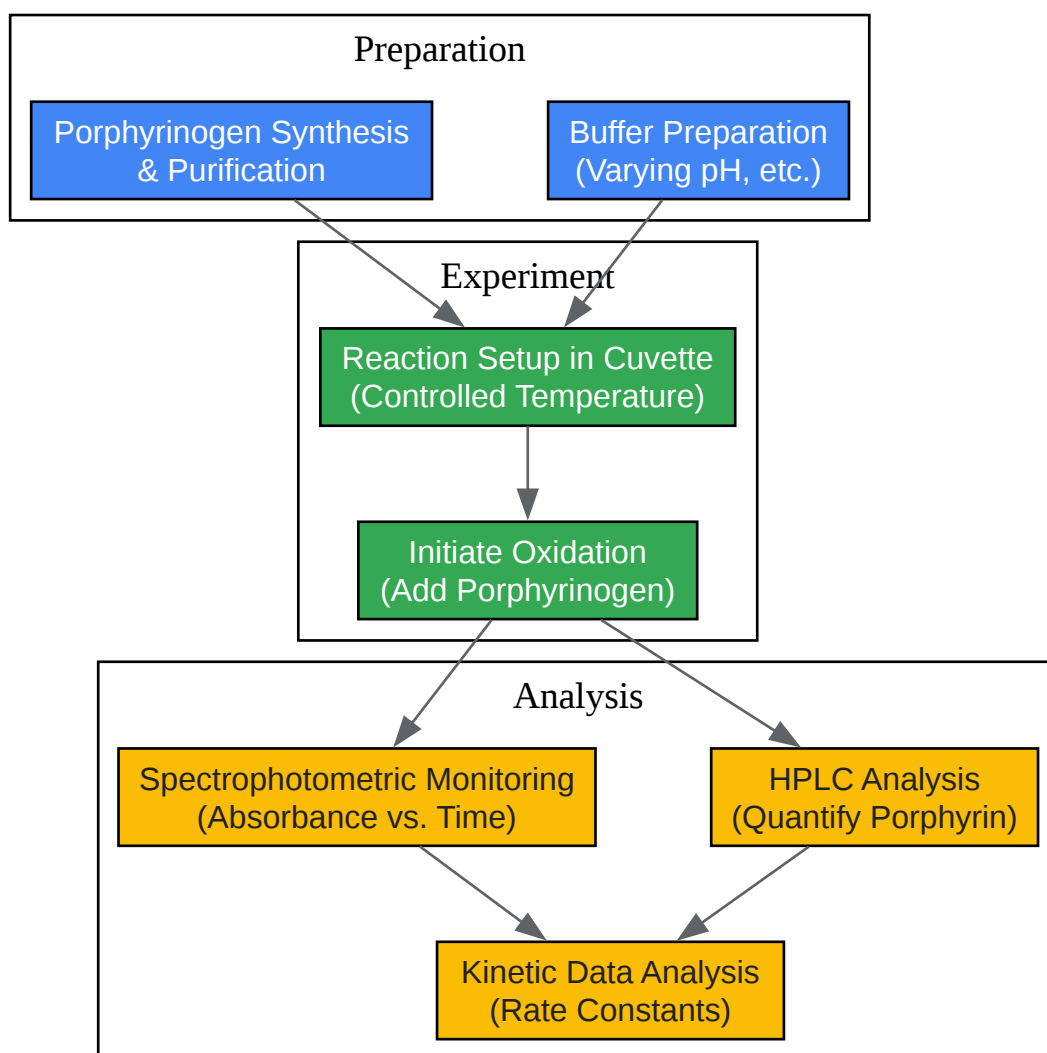 Preparation
Porphyrinogen Synthesis
& Purification
Buffer Preparation
(Varying pH, etc.)
Experiment
Reaction Setup in Cuvette
(Controlled Temperature)
Initiate Oxidation
(Add Porphyrinogen)
Analysis
Spectrophotometric Monitoring
(Absorbance vs. Time)
HPLC Analysis
(Quantify Porphyrin)
Kinetic Data Analysis
(Rate Constants)